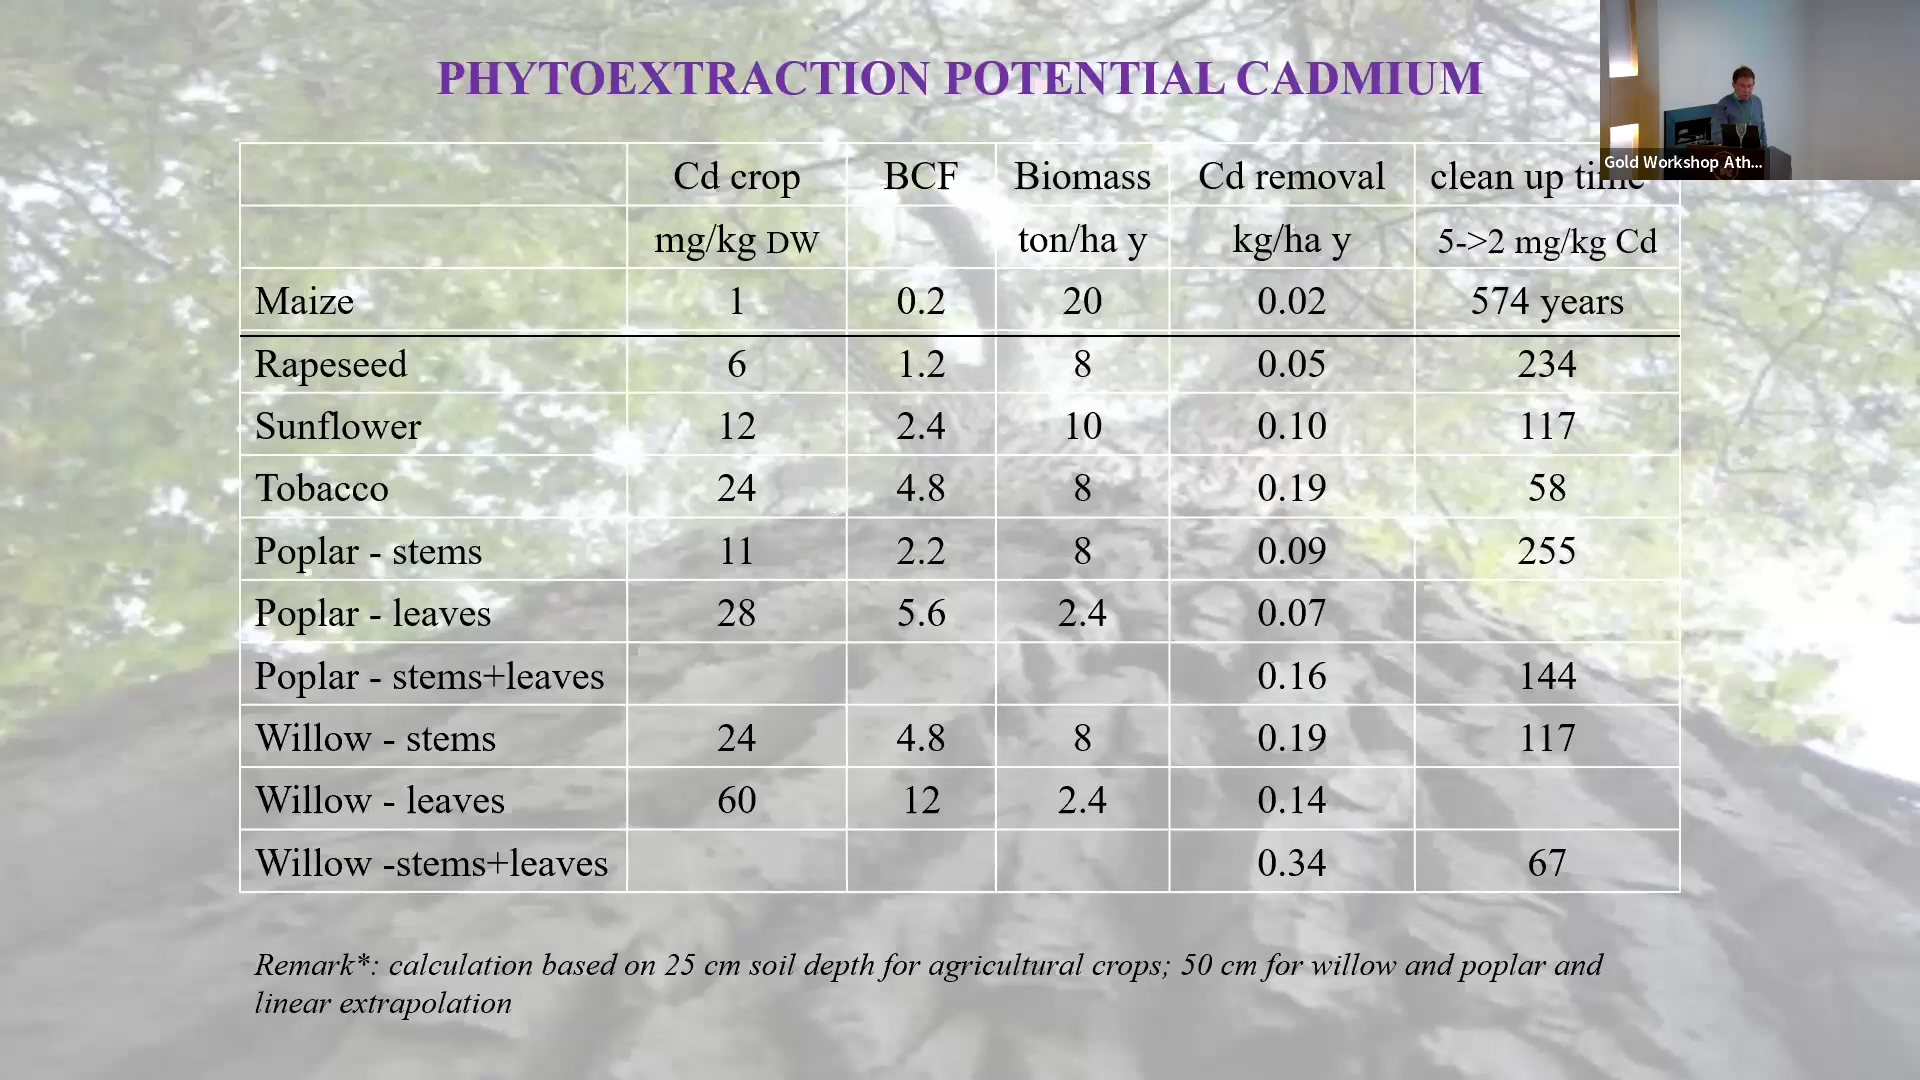 PHYTOEXTRACTION POTENTIAL CADMIUM
Gold Workshop Ath...
Cd crop BCF Biomass Cd removal clean up time
mg/kg DW ton/ha y kg/ha y 5->2 mg/kg Cd
Maize 1 0.2 20 0.02 574 years
Rapeseed 6 1.2 8 0.05 234
Sunflower 12 2.4 10 0.10 117
Tobacco 24 4.8 8 0.19 58
Poplar - stems 11 2.2 8 0.09 255
Poplar - leaves 28 5.6 2.4 0.07
Poplar - stems+leaves 0.16 144
Willow - stems 24 4.8 8 0.19 117
Willow - leaves 60 12 2.4 0.14
Willow -stems+leaves 0.34 67
Remark*: calculation based on 25 cm soil depth for agricultural crops; 50 cm for willow and poplar and
linear extrapolation